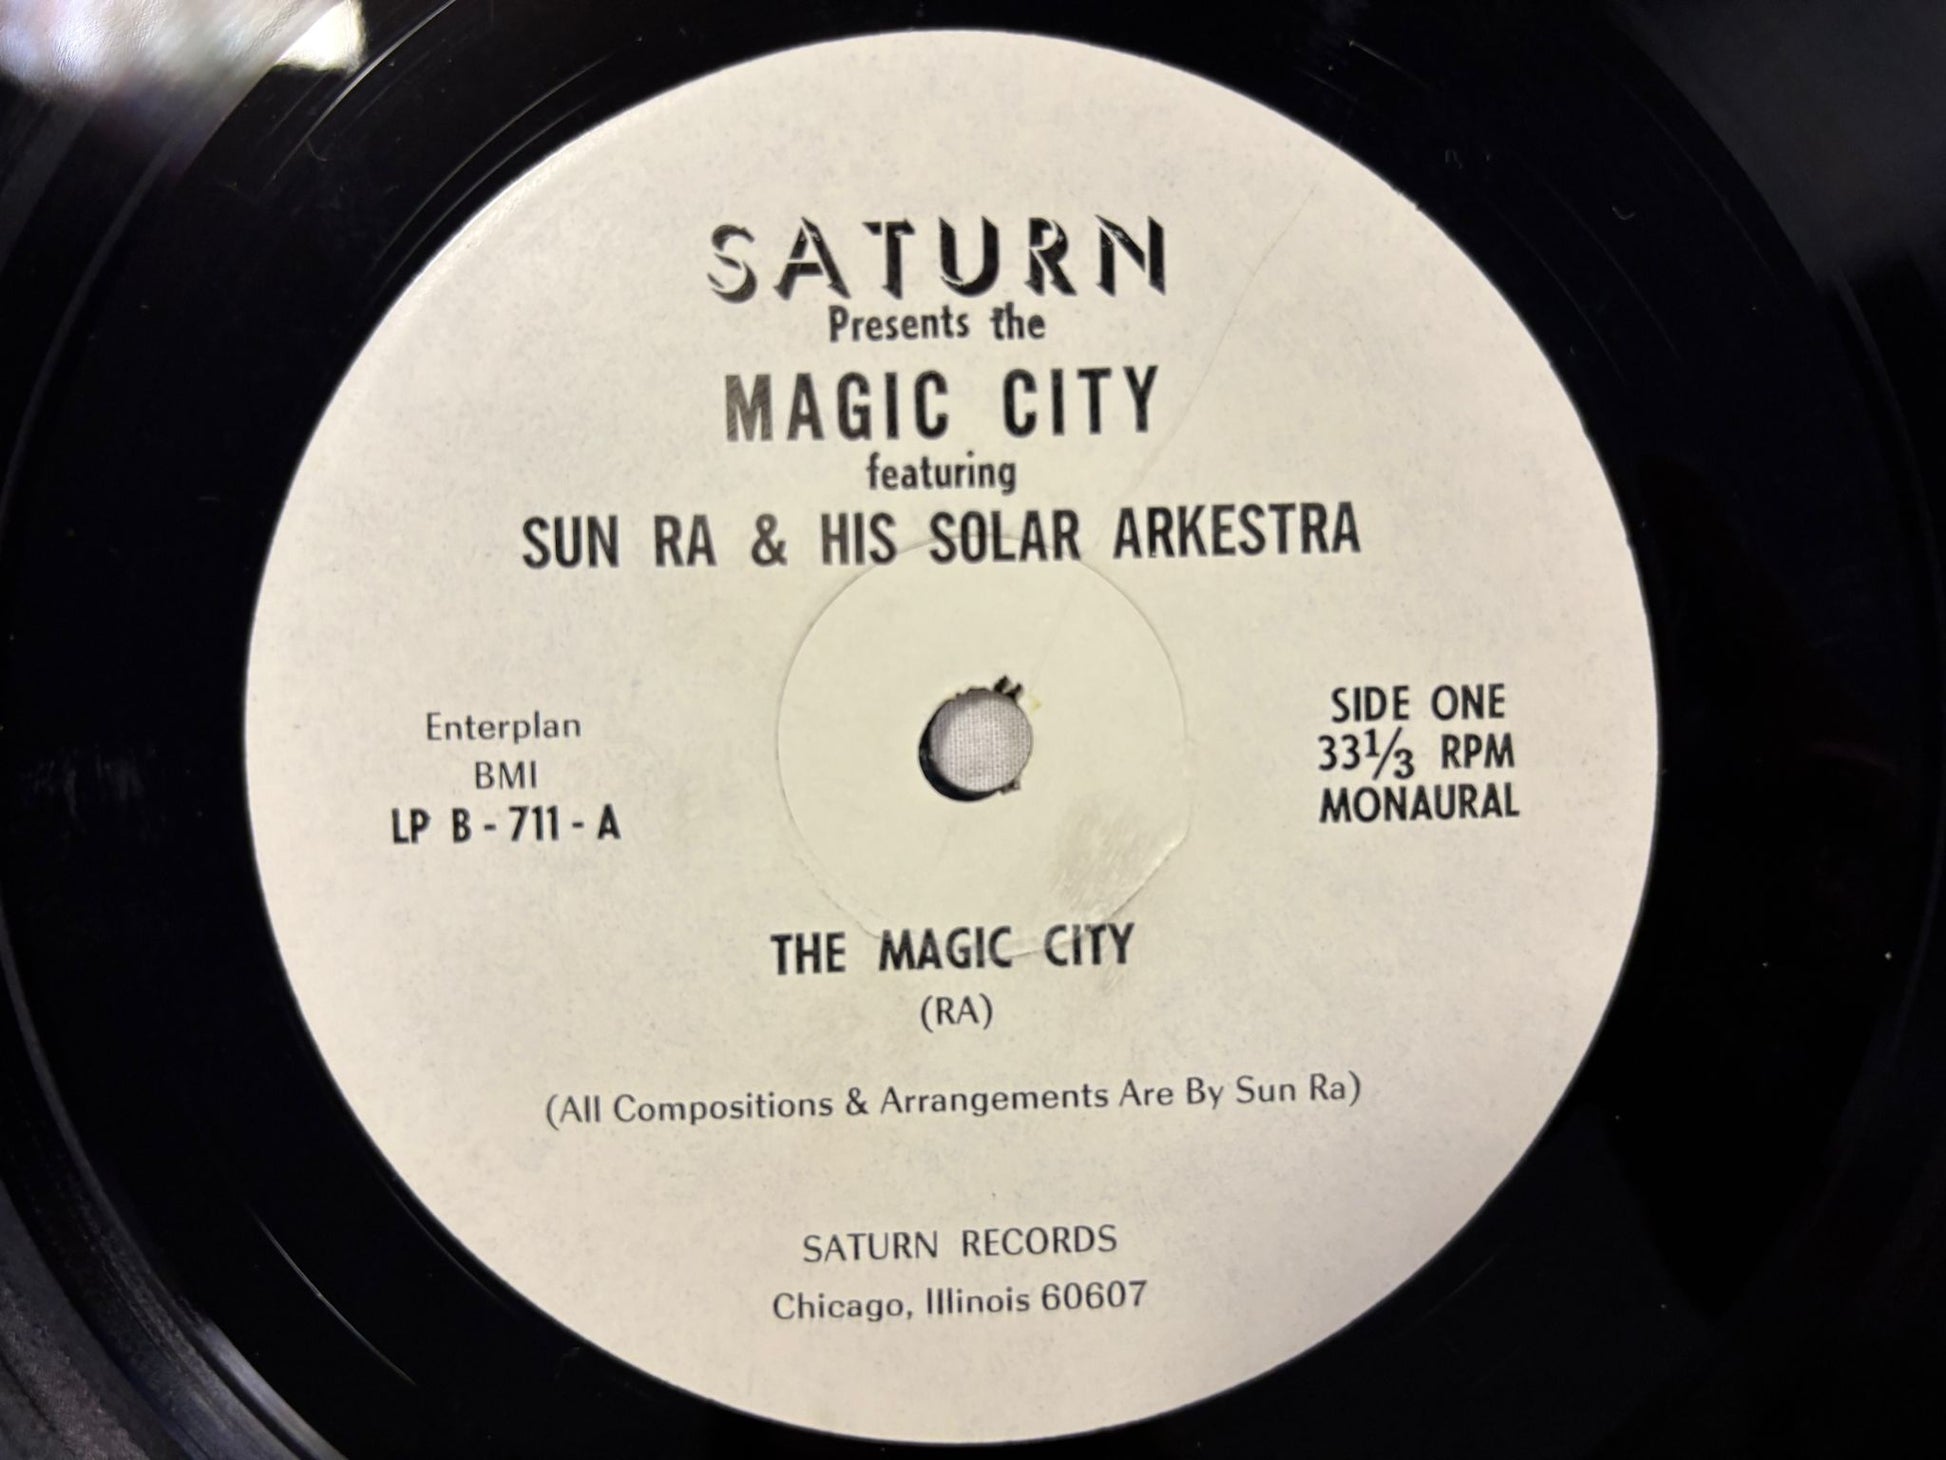 SATURN
Presents the
MAGIC CITY
featuring
SUN RA & HIS SOLAR ARKESTRA
Enterplan
BMI
LP B - 711 - A
SIDE ONE
33⅓ RPM
MONAURAL
THE MAGIC CITY
(RA)
(All Compositions & Arrangements Are By Sun Ra)
SATURN RECORDS
Chicago, Illinois 60607